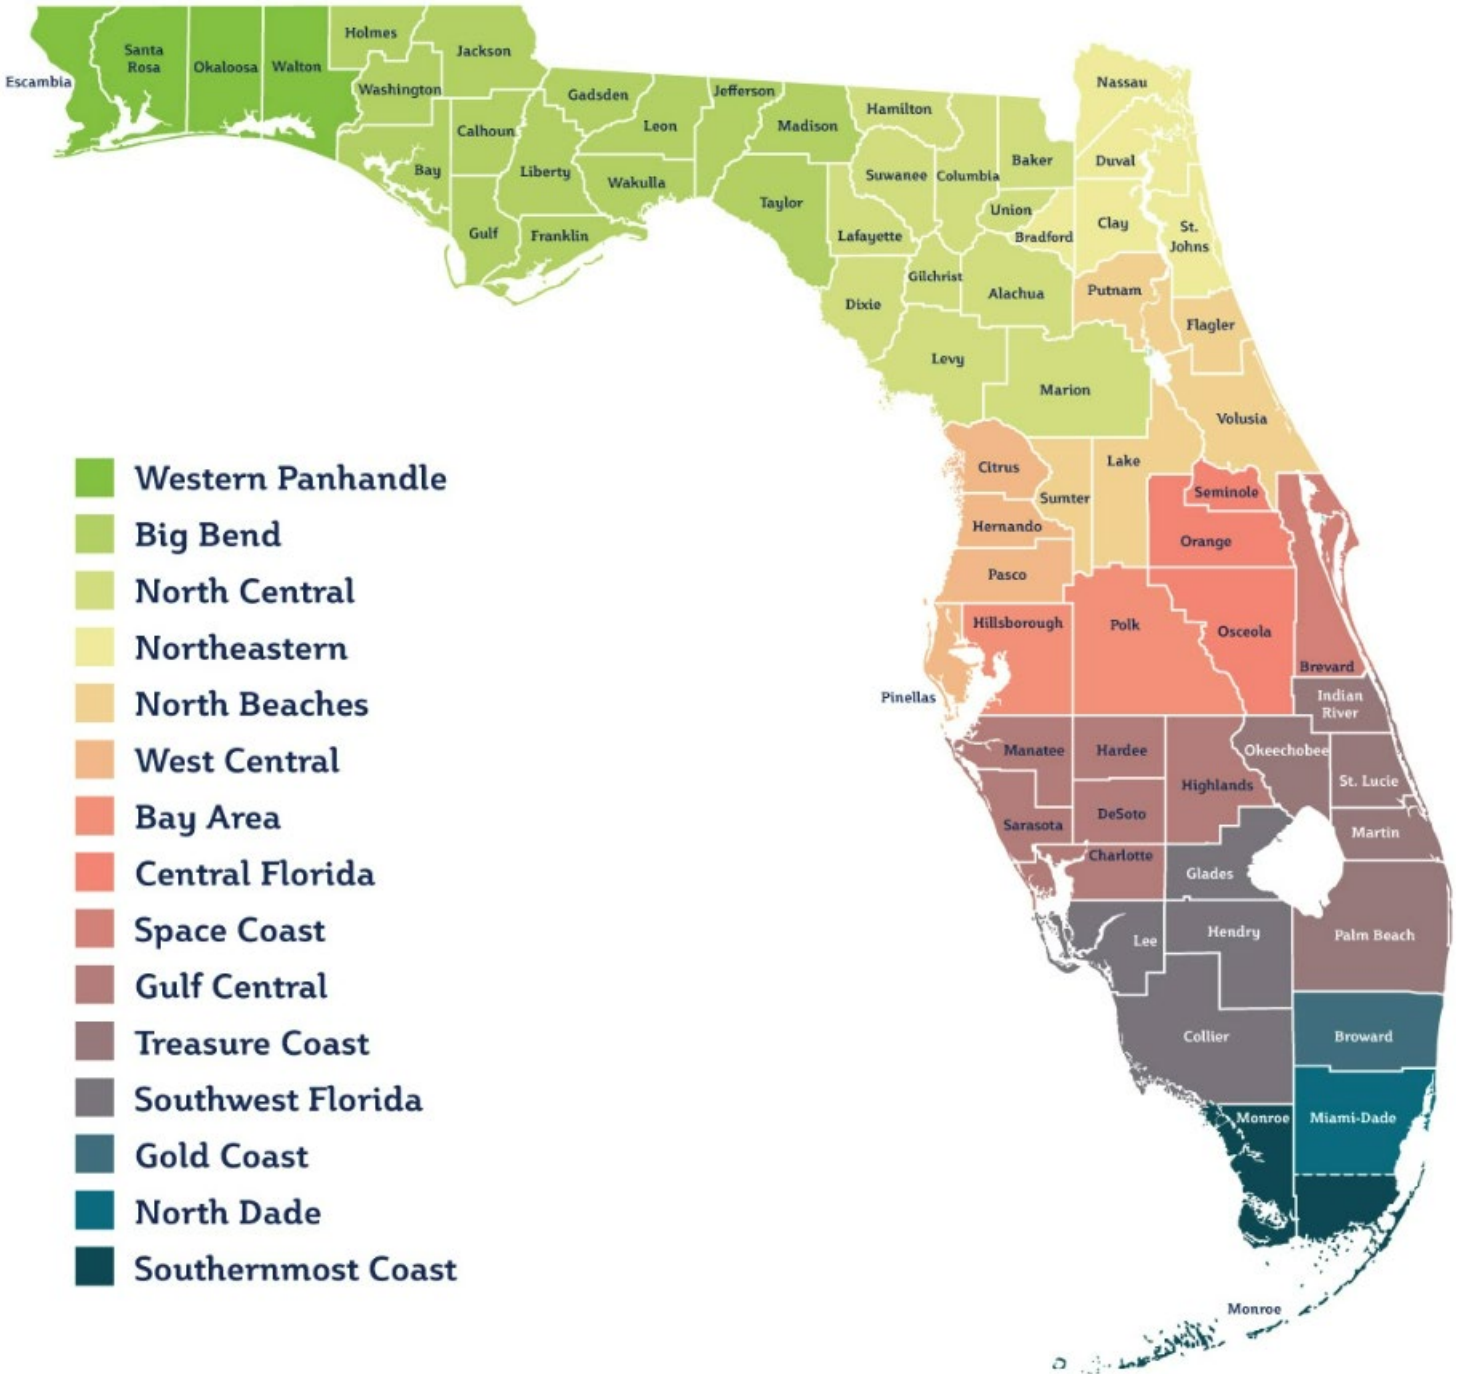 Holmes
Jackson
Santa
Rosa
Okaloosa
Walton
Escambia
Washington
Gadsden
Jefferson
Nassau
Hamilton
Calhoun
Leon
Madison
Baker
Duval
Bay
Liberty
Wakulla
Suwanee
Columbia
Taylor
Union
Gulf
Franklin
Lafayette
Bradford
Clay
St.
Johns
Gilchrist
Dixie
Alachua
Putnam
Flagler
Levy
Marion
Volusia
Citrus
Lake
Sumter
Seminole
Hernando
Orange
Pasco
Hillsborough
Polk
Osceola
Brevard
Pinellas
Indian
River
Manatee
Hardee
Okeechobee
Highlands
St. Lucie
Sarasota
DeSoto
Martin
Charlotte
Glades
Lee
Hendry
Palm Beach
Collier
Broward
Monroe
Miami-Dade
Monroe
Western Panhandle
Big Bend
North Central
Northeastern
North Beaches
West Central
Bay Area
Central Florida
Space Coast
Gulf Central
Treasure Coast
Southwest Florida
Gold Coast
North Dade
Southernmost Coast